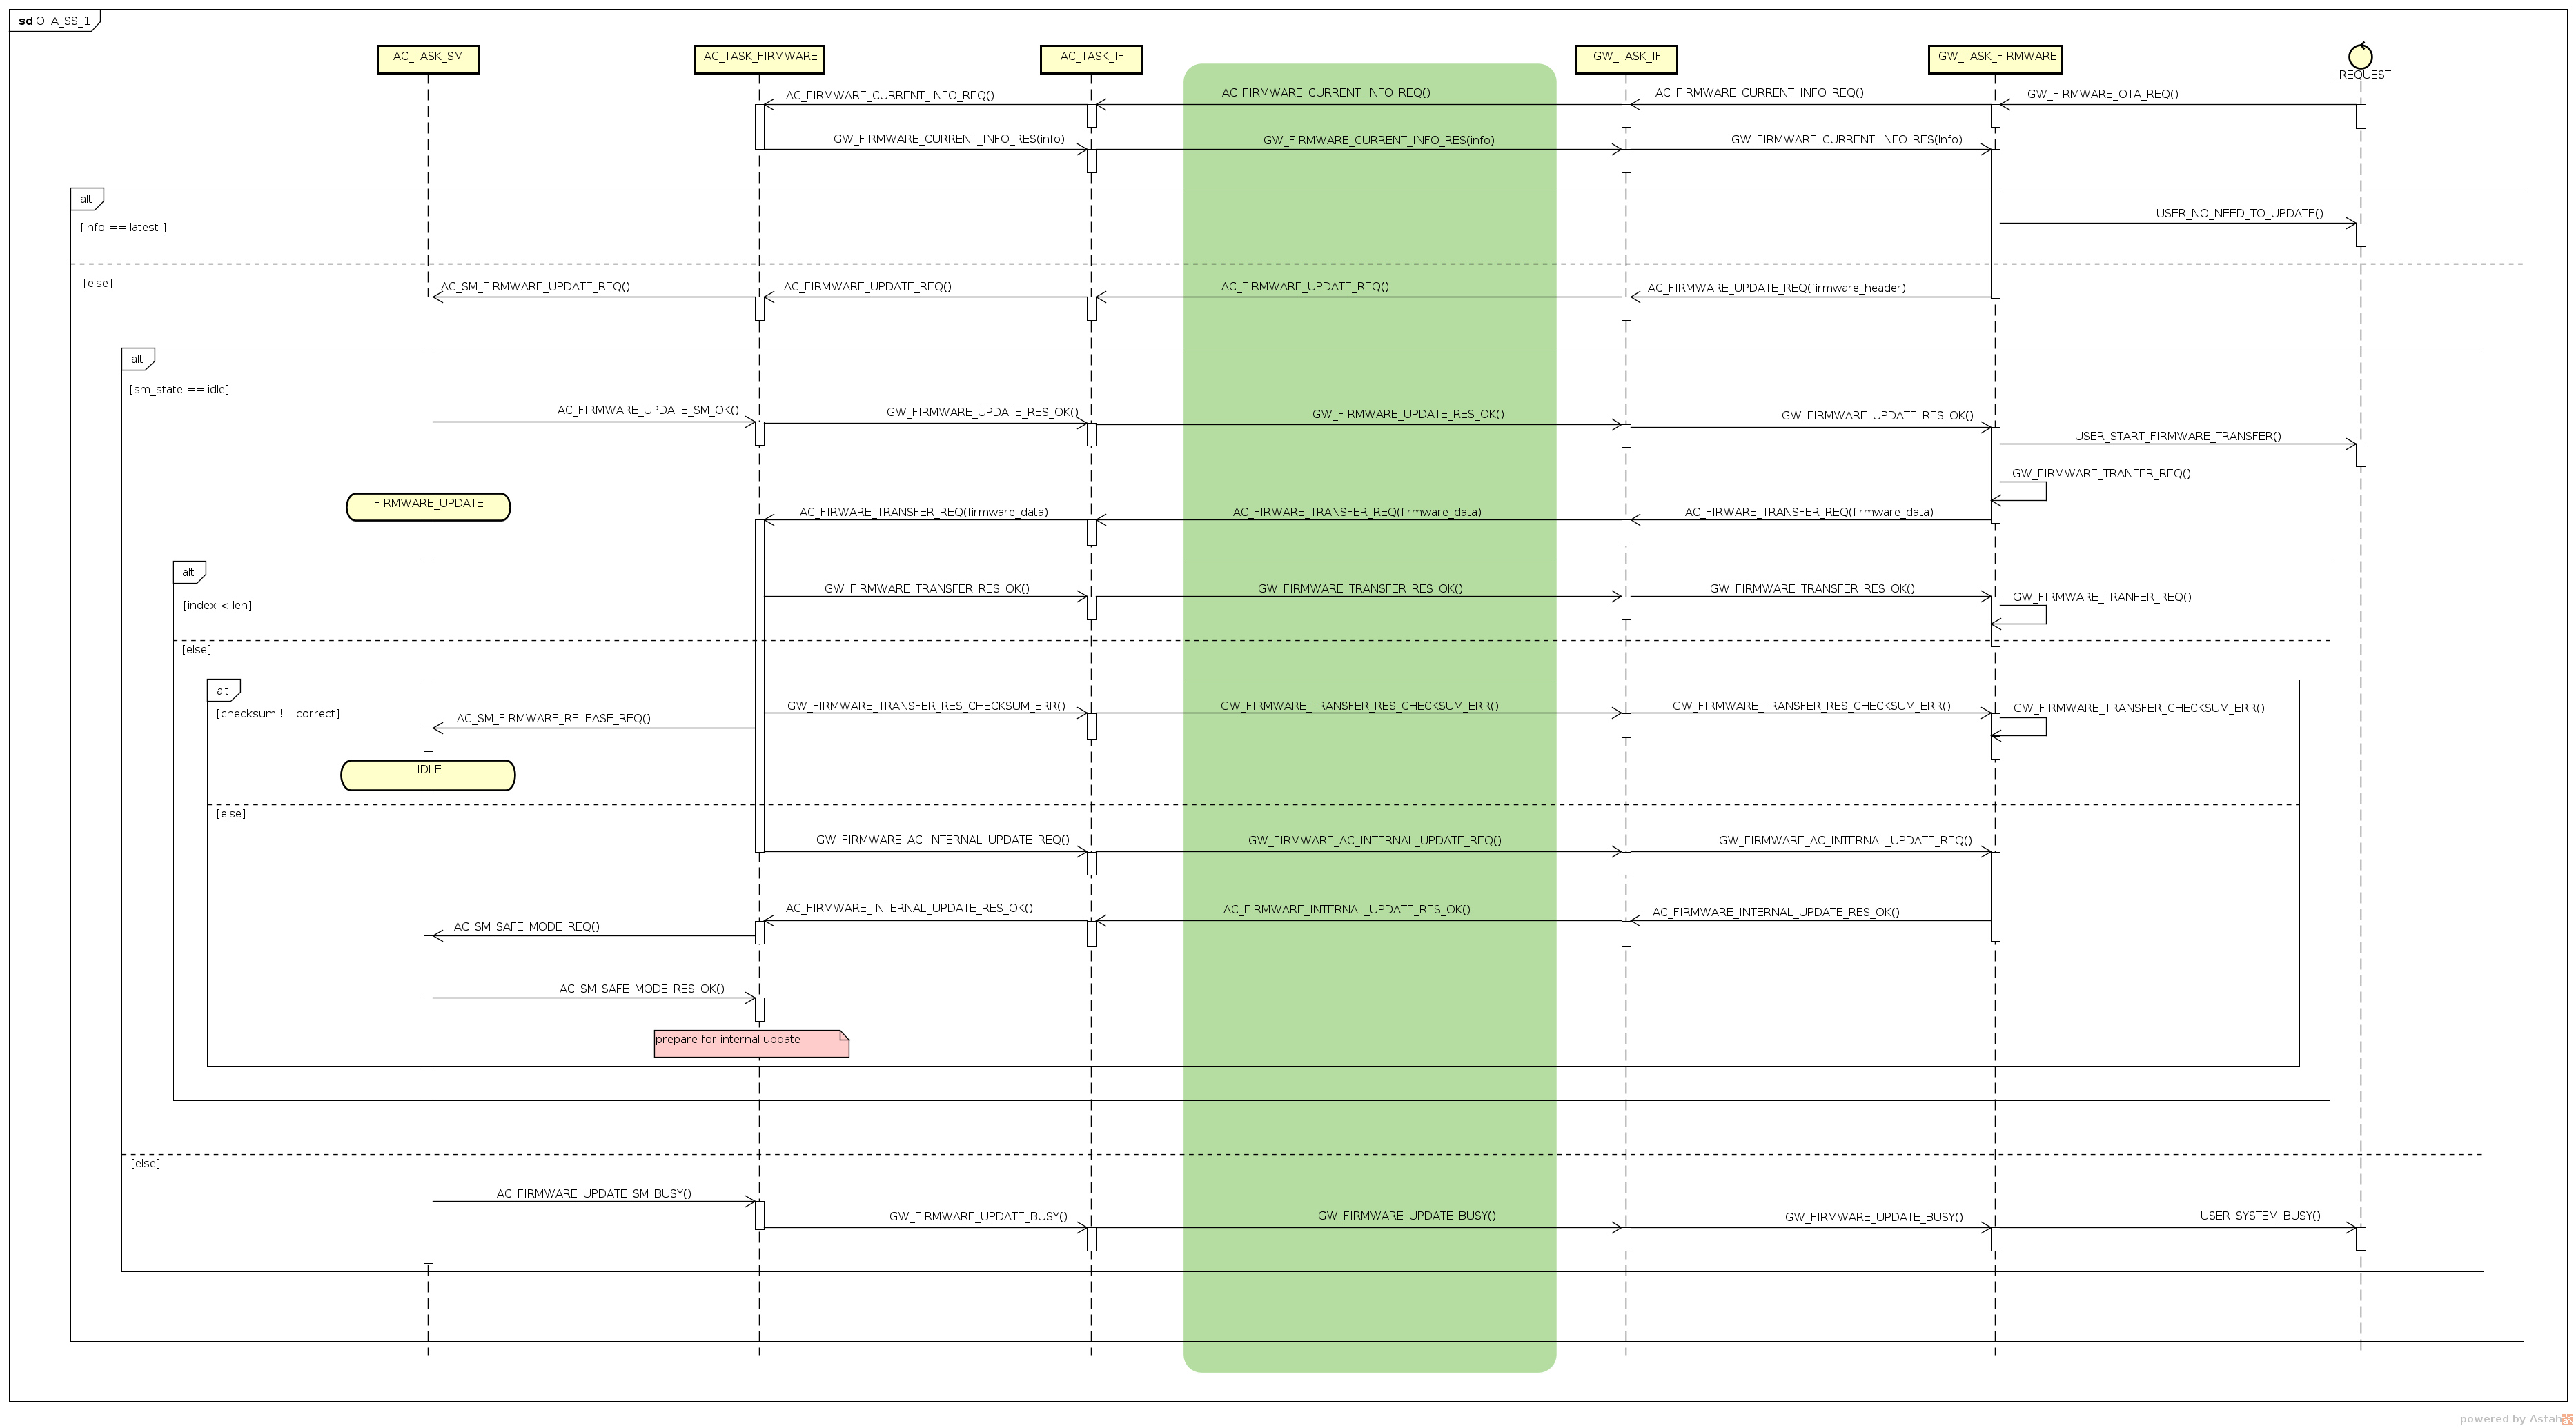 sd OTA_SS_1
AC_TASK_SM
AC_TASK_FIRMWARE
AC_TASK_IF
GW_TASK_IF
GW_TASK_FIRMWARE
: REQUEST
AC_FIRMWARE_CURRENT_INFO_REQ()
AC_FIRMWARE_CURRENT_INFO_REQ()
AC_FIRMWARE_CURRENT_INFO_REQ()
GW_FIRMWARE_OTA_REQ()
GW_FIRMWARE_CURRENT_INFO_RES(info)
GW_FIRMWARE_CURRENT_INFO_RES(info)
GW_FIRMWARE_CURRENT_INFO_RES(info)
alt
[info == latest ]
USER_NO_NEED_TO_UPDATE()
[else]
AC_SM_FIRMWARE_UPDATE_REQ()
AC_FIRMWARE_UPDATE_REQ()
AC_FIRMWARE_UPDATE_REQ()
AC_FIRMWARE_UPDATE_REQ(firmware_header)
alt
[sm_state == idle]
AC_FIRMWARE_UPDATE_SM_OK()
GW_FIRMWARE_UPDATE_RES_OK()
GW_FIRMWARE_UPDATE_RES_OK()
GW_FIRMWARE_UPDATE_RES_OK()
USER_START_FIRMWARE_TRANSFER()
GW_FIRMWARE_TRANFER_REQ()
FIRMWARE_UPDATE
AC_FIRWARE_TRANSFER_REQ(firmware_data)
AC_FIRWARE_TRANSFER_REQ(firmware_data)
AC_FIRWARE_TRANSFER_REQ(firmware_data)
alt
[index < len]
GW_FIRMWARE_TRANSFER_RES_OK()
GW_FIRMWARE_TRANSFER_RES_OK()
GW_FIRMWARE_TRANSFER_RES_OK()
GW_FIRMWARE_TRANFER_REQ()
[else]
alt
[checksum != correct]
AC_SM_FIRMWARE_RELEASE_REQ()
GW_FIRMWARE_TRANSFER_RES_CHECKSUM_ERR()
GW_FIRMWARE_TRANSFER_RES_CHECKSUM_ERR()
GW_FIRMWARE_TRANSFER_RES_CHECKSUM_ERR()
GW_FIRMWARE_TRANSFER_CHECKSUM_ERR()
IDLE
[else]
GW_FIRMWARE_AC_INTERNAL_UPDATE_REQ()
GW_FIRMWARE_AC_INTERNAL_UPDATE_REQ()
GW_FIRMWARE_AC_INTERNAL_UPDATE_REQ()
AC_FIRMWARE_INTERNAL_UPDATE_RES_OK()
AC_FIRMWARE_INTERNAL_UPDATE_RES_OK()
AC_FIRMWARE_INTERNAL_UPDATE_RES_OK()
AC_SM_SAFE_MODE_REQ()
AC_SM_SAFE_MODE_RES_OK()
prepare for internal update
[else]
AC_FIRMWARE_UPDATE_SM_BUSY()
GW_FIRMWARE_UPDATE_BUSY()
GW_FIRMWARE_UPDATE_BUSY()
GW_FIRMWARE_UPDATE_BUSY()
USER_SYSTEM_BUSY()
powered by Astah